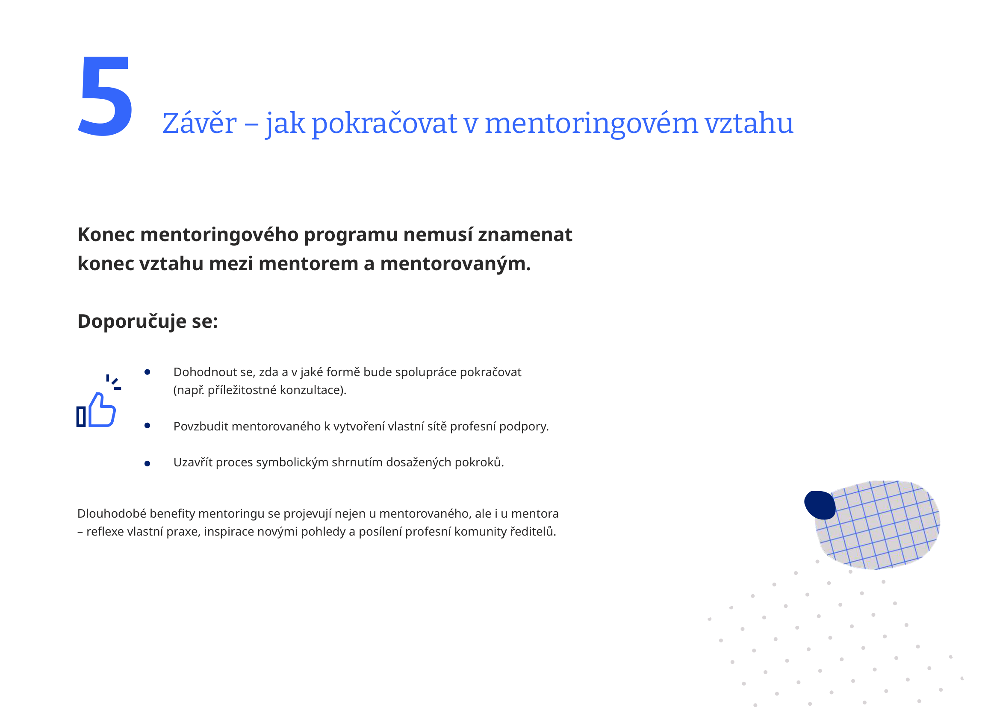 5
Závěr – jak pokračovat v mentoringovém vztahu
Konec mentoringového programu nemusí znamenat
konec vztahu mezi mentorem a mentorovaným.
Doporučuje se:
• Dohodnout se, zda a v jaké formě bude spolupráce pokračovat
(např. příležitostné konzultace).
• Povzbudit mentorovaného k vytvoření vlastní sítě profesní podpory.
• Uzavřít proces symbolickým shrnutím dosažených pokroků.
Dlouhodobé benefity mentoringu se projevují nejen u mentorovaného, ale i u mentora
– reflexe vlastní praxe, inspirace novými pohledy a posílení profesní komunity ředitelů.